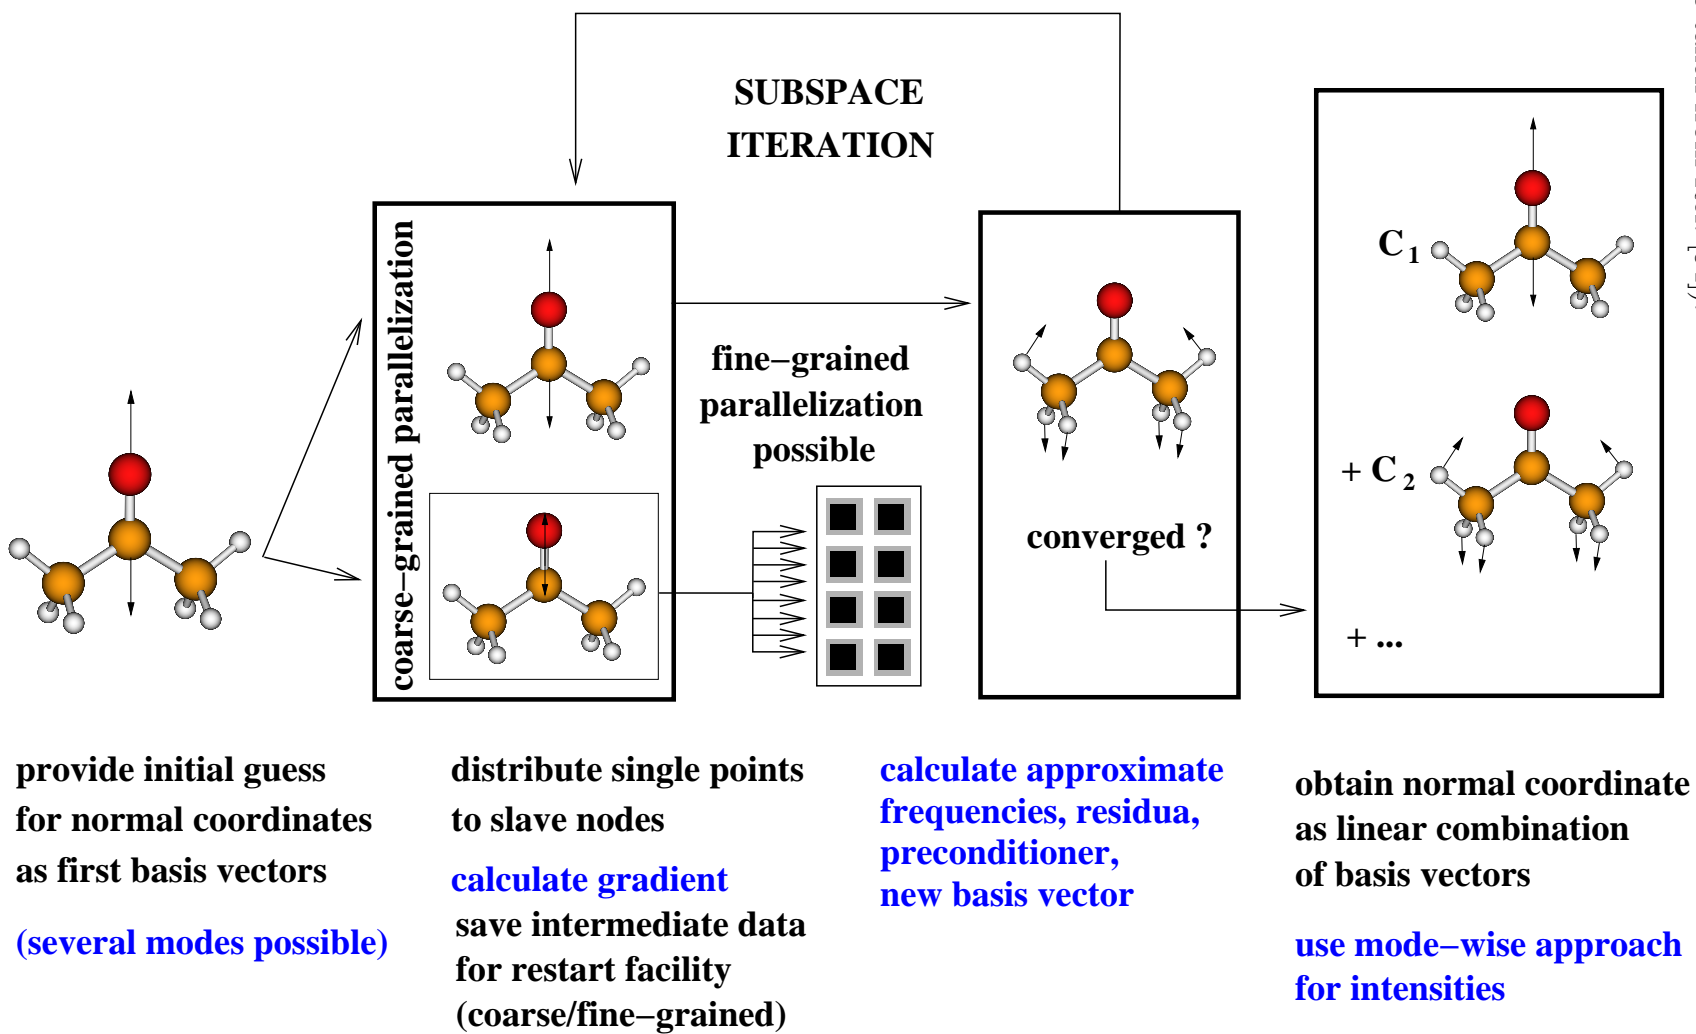 SUBSPACE
ITERATION
coarse-grained parallelization
fine-grained
parallelization
possible
converged ?
C1
+ C2
+ ...
provide initial guess
for normal coordinates
as first basis vectors
(several modes possible)
distribute single points
to slave nodes
calculate gradient
save intermediate data
for restart facility
(coarse/fine-grained)
calculate approximate
frequencies, residua,
preconditioner,
new basis vector
obtain normal coordinate
as linear combination
of basis vectors
use mode-wise approach
for intensities